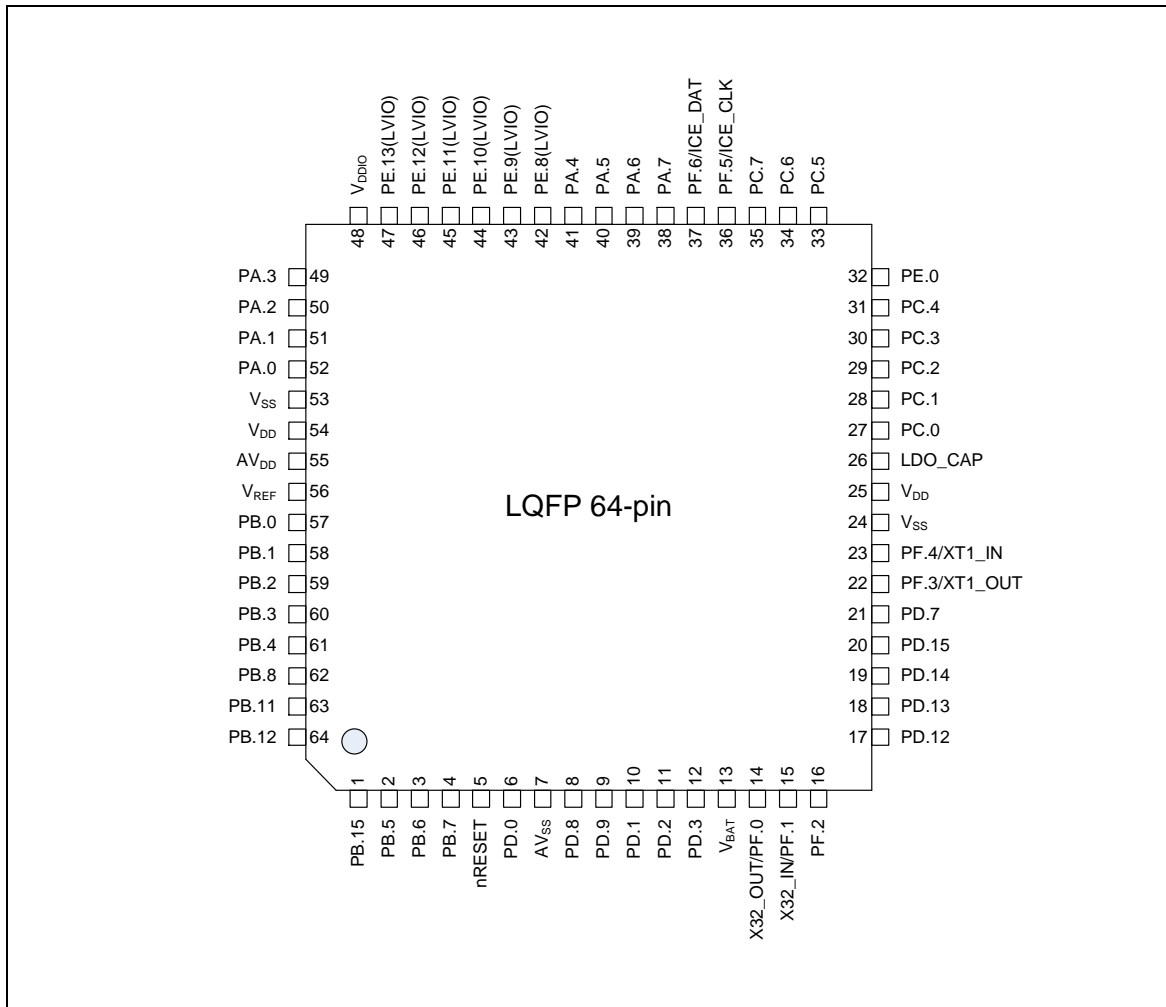 V_DDIO
PE.13(LVIO)
PE.12(LVIO)
PE.11(LVIO)
PE.10(LVIO)
PE.9(LVIO)
PE.8(LVIO)
PA.4
PA.5
PA.6
PA.7
PF.6/ICE_DAT
PF.5/ICE_CLK
PC.7
PC.6
PC.5
48
47
46
45
44
43
42
41
40
39
38
37
36
35
34
33
PA.3 49
PA.2 50
PA.1 51
PA.0 52
VSS 53
VDD 54
AVDD 55
VREF 56
PB.0 57
PB.1 58
PB.2 59
PB.3 60
PB.4 61
PB.8 62
PB.11 63
PB.12 64
LQFP 64-pin
32 PE.0
31 PC.4
30 PC.3
29 PC.2
28 PC.1
27 PC.0
26 LDO_CAP
25 VDD
24 VSS
23 PF.4/XT1_IN
22 PF.3/XT1_OUT
21 PD.7
20 PD.15
19 PD.14
18 PD.13
17 PD.12
1
2
3
4
5
6
7
8
9
10
11
12
13
14
15
16
PB.15
PB.5
PB.6
PB.7
nRESET
PD.0
AVSS
PD.8
PD.9
PD.1
PD.2
PD.3
VBAT
X32_OUT/PF.0
X32_IN/PF.1
PF.2